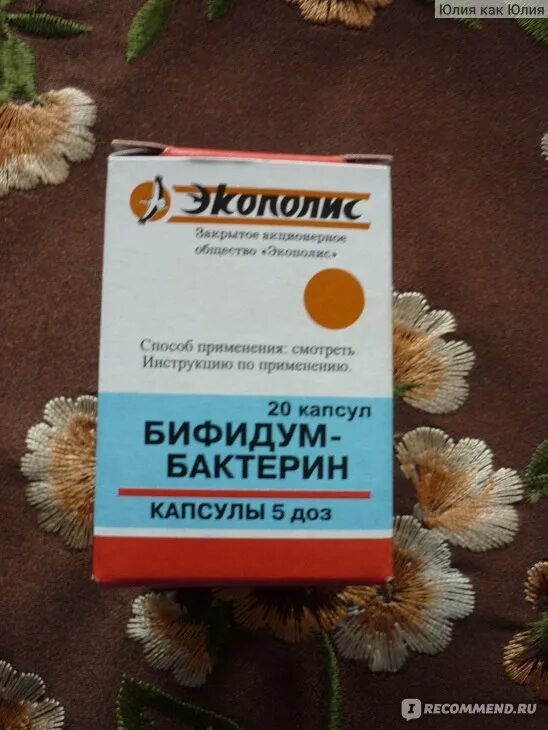 Юлия как Юлия
Экополис
Закрытое акционерное
общество «Экополис»
Способ применения: смотреть
Инструкцию по применению.
20 капсул
БИФИДУМ-
БАКТЕРИН
КАПСУЛЫ 5 доз
IRECOMMEND.RU